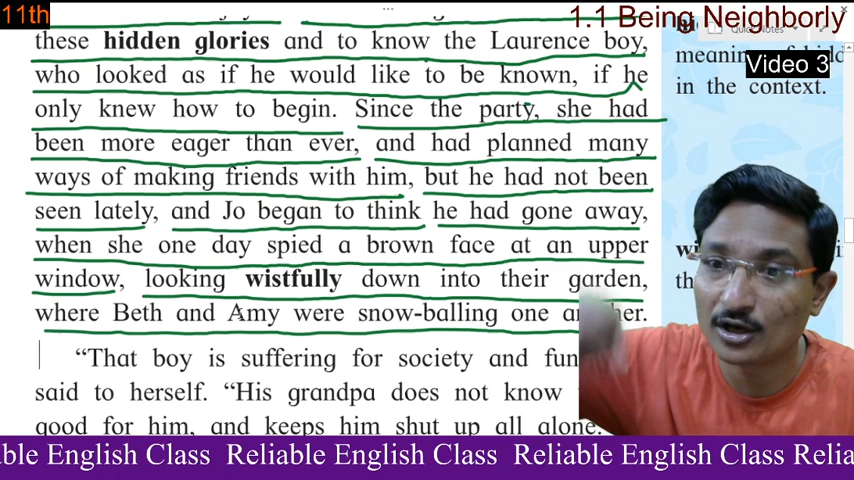 11th
1.1 Being Neighborly
Quick Notes
these hidden glories and to know the Laurence boy,
who looked as if he would like to be known, if he
only knew how to begin. Since the party, she had
been more eager than ever, and had planned many
ways of making friends with him, but he had not been
seen lately, and Jo began to think he had gone away,
when she one day spied a brown face at an upper
window, looking wistfully down into their garden,
where Beth and Amy were snow-balling one
“That boy is suffering for society and fun
said to herself. “His grandpa does not know
good for him, and keeps him shut up all alone.
meaning of
Video 3
in the context.
English Class Reliable English Class Reliable English Class